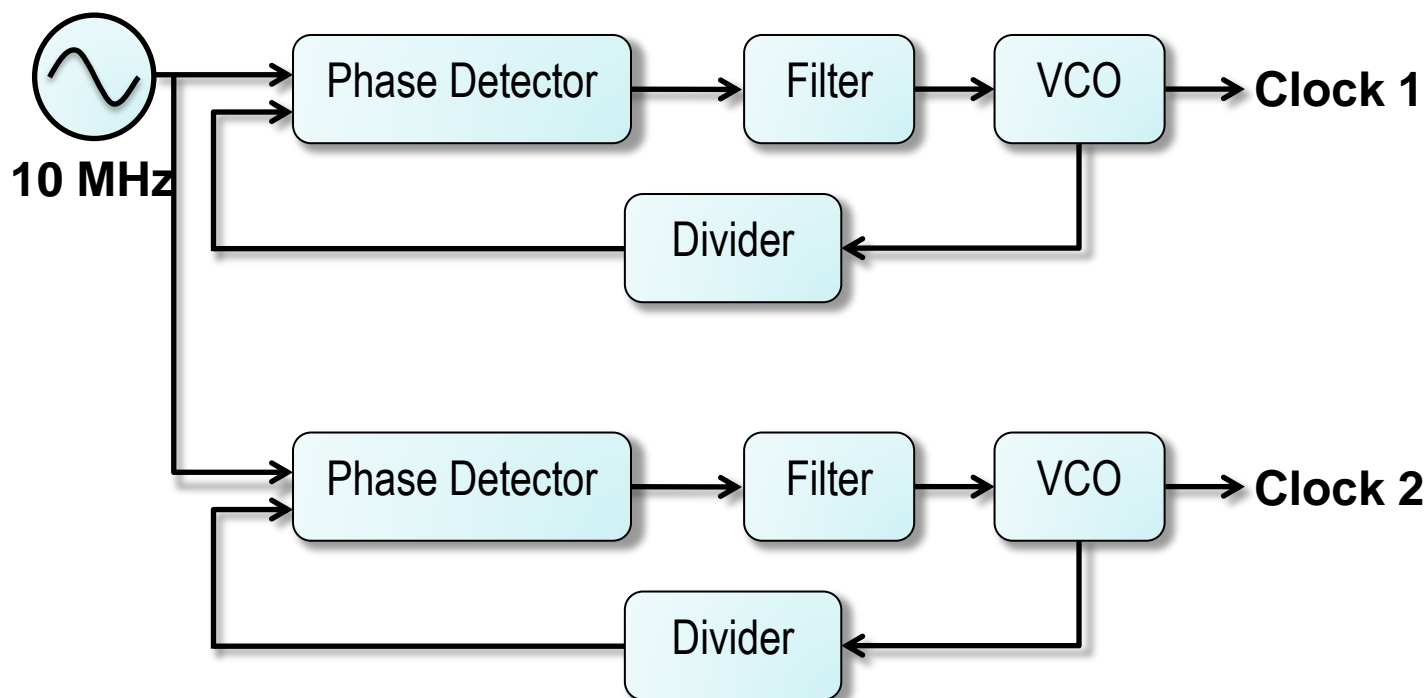 Phase Detector
Filter
VCO
Clock 1
10 MHz
Divider
Phase Detector
Filter
VCO
Clock 2
Divider